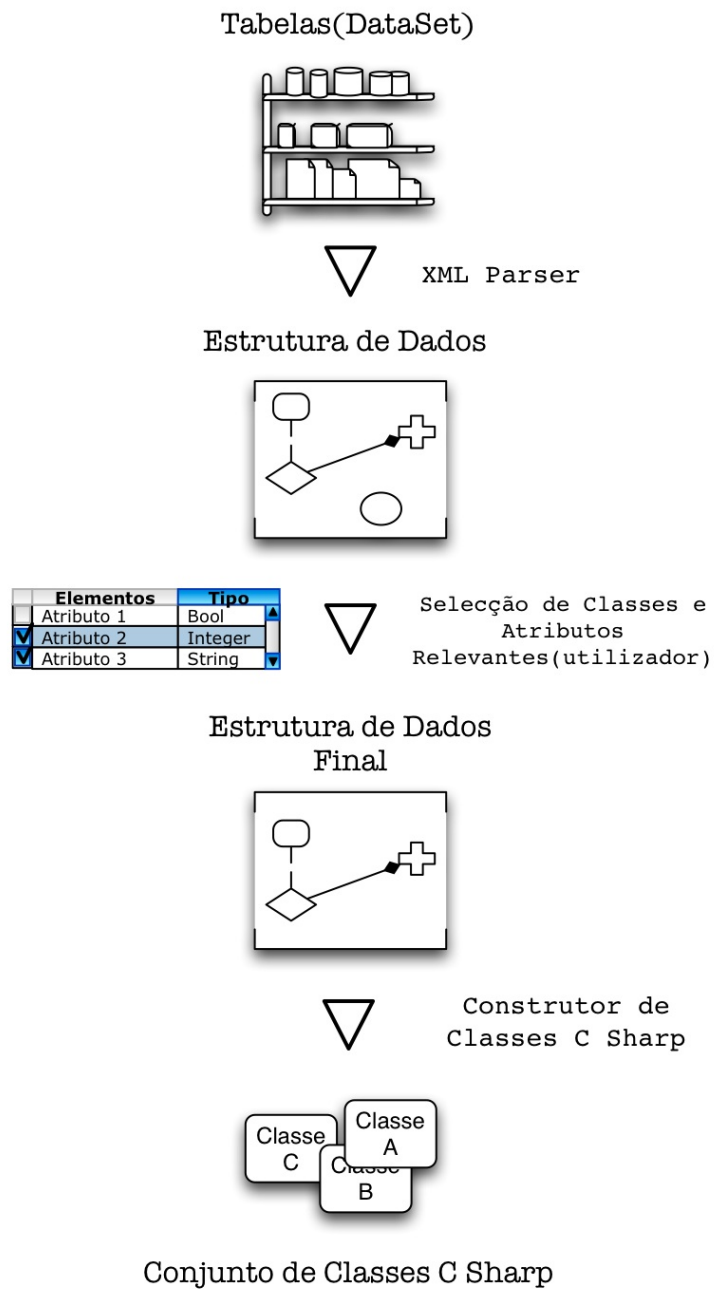 Tabelas(DataSet)
XML Parser
Estrutura de Dados
Elementos Tipo
Atributo 1 Bool
Atributo 2 Integer
Atributo 3 String
Selecção de Classes e
Atributos
Relevantes(utilizador)
Estrutura de Dados
Final
Construtor de
Classes C Sharp
Classe
A
Classe
C
Classe
B
Conjunto de Classes C Sharp